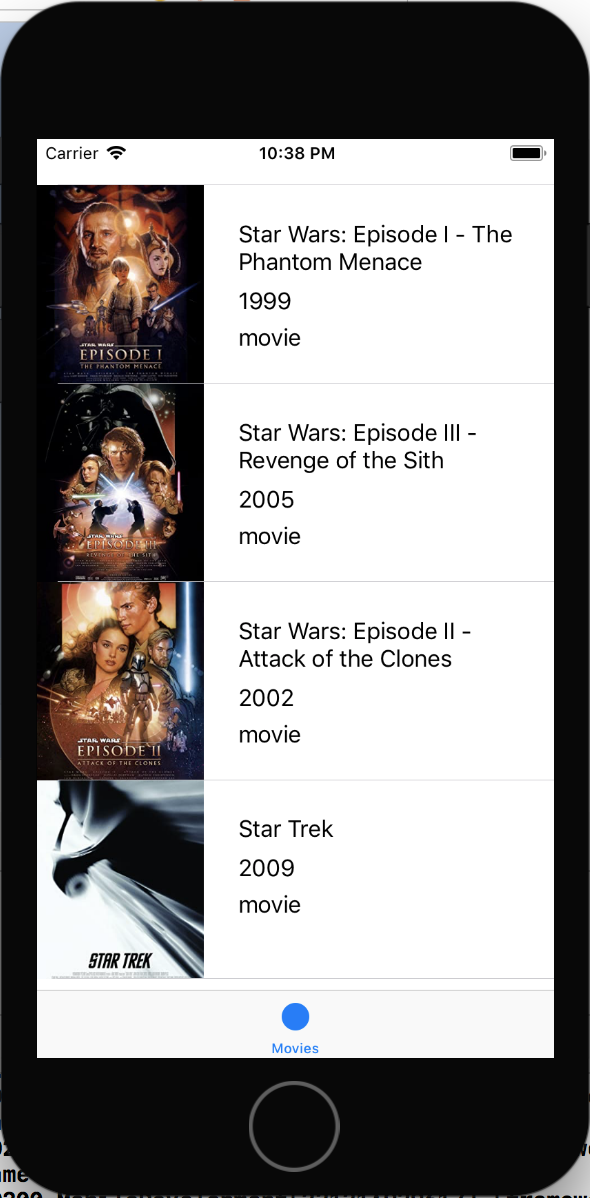 Carrier
10:38 PM
STAR WARS
EPISODE I
THE PHANTOM MENACE
Star Wars: Episode I - The
Phantom Menace
1999
movie
STAR WARS
EPISODE III
REVENGE OF THE SITH
Star Wars: Episode III -
Revenge of the Sith
2005
movie
STAR WARS
EPISODE II
ATTACK OF THE CLONES
Star Wars: Episode II -
Attack of the Clones
2002
movie
STAR TREK
Star Trek
2009
movie
Movies